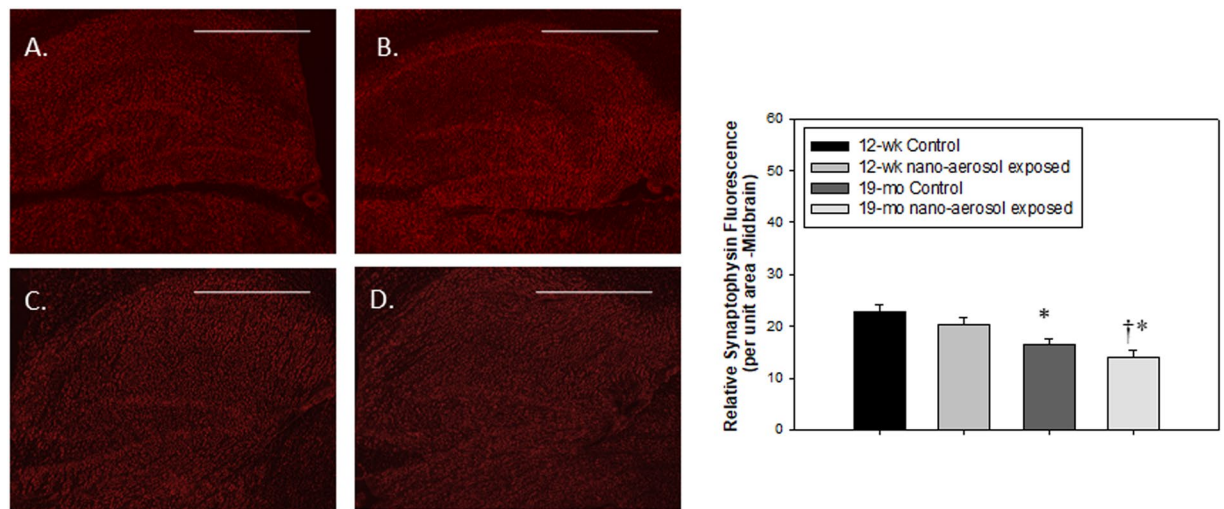 A.
B.
C.
D.
Relative Synaptophysin Fluorescence
(per unit area -Midbrain)
60
50
40
30
20
10
0
12-wk Control
12-wk nano-aerosol exposed
19-mo Control
19-mo nano-aerosol exposed
*
†*